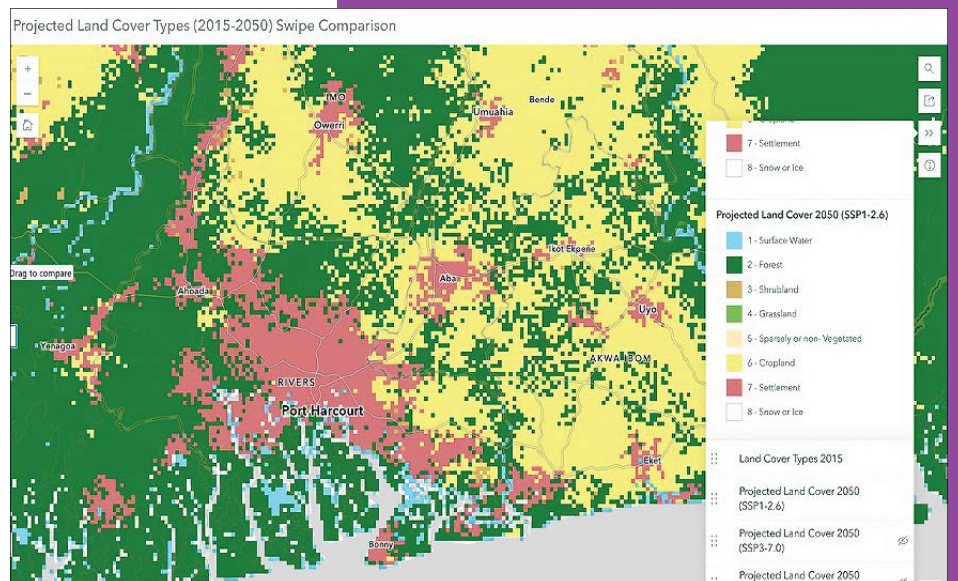 Projected Land Cover Types (2015-2050) Swipe Comparison
IMO
Owerri
Umuahia
Bende
7 - Settlement
8 - Snow or Ice
Projected Land Cover 2050 (SSP1-2.6)
1 - Surface Water
2 - Forest
3 - Shrubland
4 - Grassland
5 - Sparsely or non- Vegetated
6 - Cropland
7 - Settlement
8 - Snow or Ice
Drag to compare
Ikot Ekpene
Aba
Ahoada
Uyo
Yenagoa
AKWA IBOM
RIVERS
Port Harcourt
Eket
Bonny
Land Cover Types 2015
Projected Land Cover 2050
(SSP1-2.6)
Projected Land Cover 2050
(SSP3-7.0)
Projected Land Cover 2050